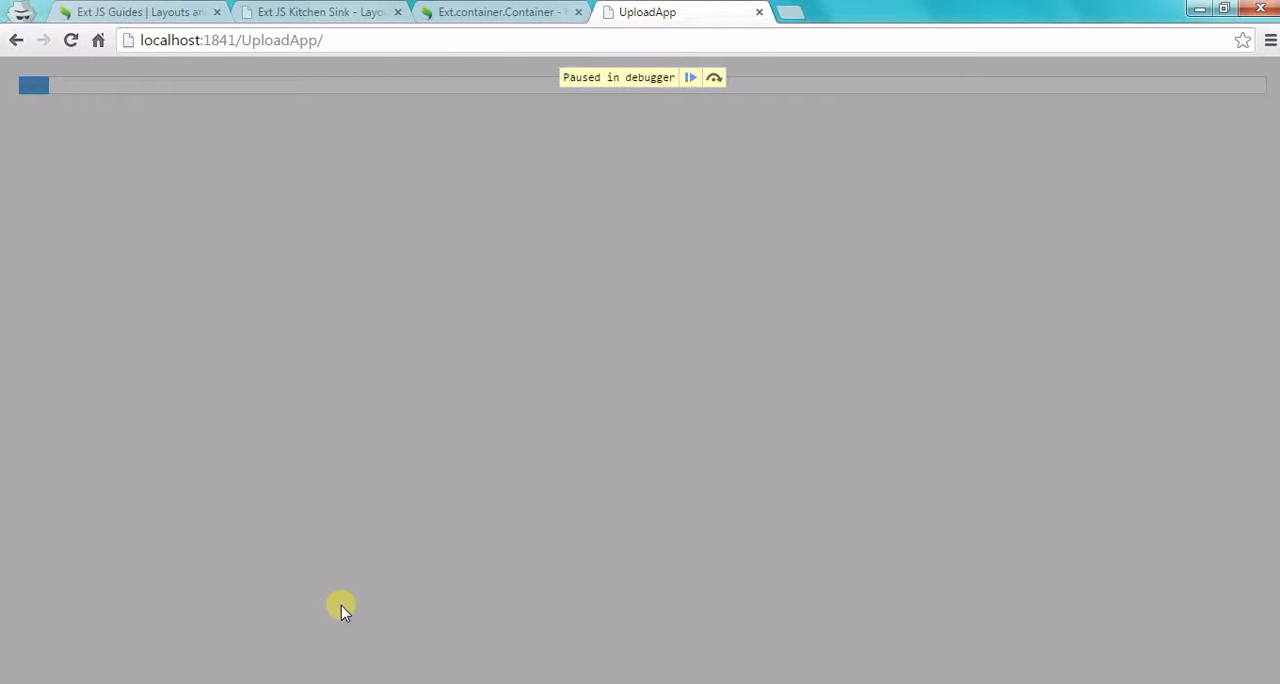 Ext JS Guides | Layouts an
Ext JS Kitchen Sink - Layo
Ext.container.Container -
UploadApp
localhost:1841/UploadApp/
Paused in debugger